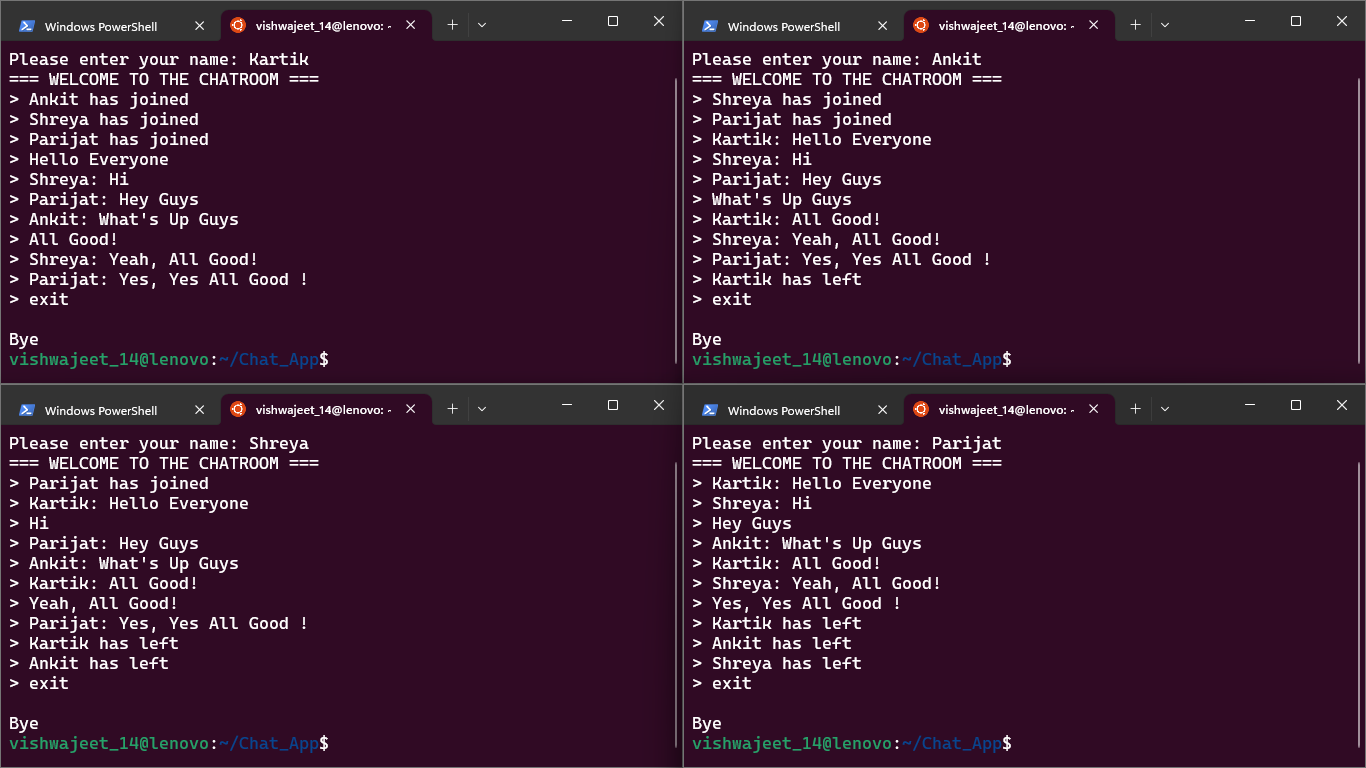 Windows PowerShell
vishwajeet_14@lenovo: ~
Please enter your name: Kartik
=== WELCOME TO THE CHATROOM ===
> Ankit has joined
> Shreya has joined
> Parijat has joined
> Hello Everyone
> Shreya: Hi
> Parijat: Hey Guys
> Ankit: What's Up Guys
> All Good!
> Shreya: Yeah, All Good!
> Parijat: Yes, Yes All Good !
> exit
Bye
vishwajeet_14@lenovo:~/Chat_App$
Windows PowerShell
vishwajeet_14@lenovo: ~
Please enter your name: Ankit
=== WELCOME TO THE CHATROOM ===
> Shreya has joined
> Parijat has joined
> Kartik: Hello Everyone
> Shreya: Hi
> Parijat: Hey Guys
> What's Up Guys
> Kartik: All Good!
> Shreya: Yeah, All Good!
> Parijat: Yes, Yes All Good !
> Kartik has left
> exit
Bye
vishwajeet_14@lenovo:~/Chat_App$
Windows PowerShell
vishwajeet_14@lenovo: ~
Please enter your name: Shreya
=== WELCOME TO THE CHATROOM ===
> Parijat has joined
> Kartik: Hello Everyone
> Hi
> Parijat: Hey Guys
> Ankit: What's Up Guys
> Kartik: All Good!
> Yeah, All Good!
> Parijat: Yes, Yes All Good !
> Kartik has left
> Ankit has left
> exit
Bye
vishwajeet_14@lenovo:~/Chat_App$
Windows PowerShell
vishwajeet_14@lenovo: ~
Please enter your name: Parijat
=== WELCOME TO THE CHATROOM ===
> Kartik: Hello Everyone
> Shreya: Hi
> Hey Guys
> Ankit: What's Up Guys
> Kartik: All Good!
> Shreya: Yeah, All Good!
> Yes, Yes All Good !
> Kartik has left
> Ankit has left
> Shreya has left
> exit
Bye
vishwajeet_14@lenovo:~/Chat_App$